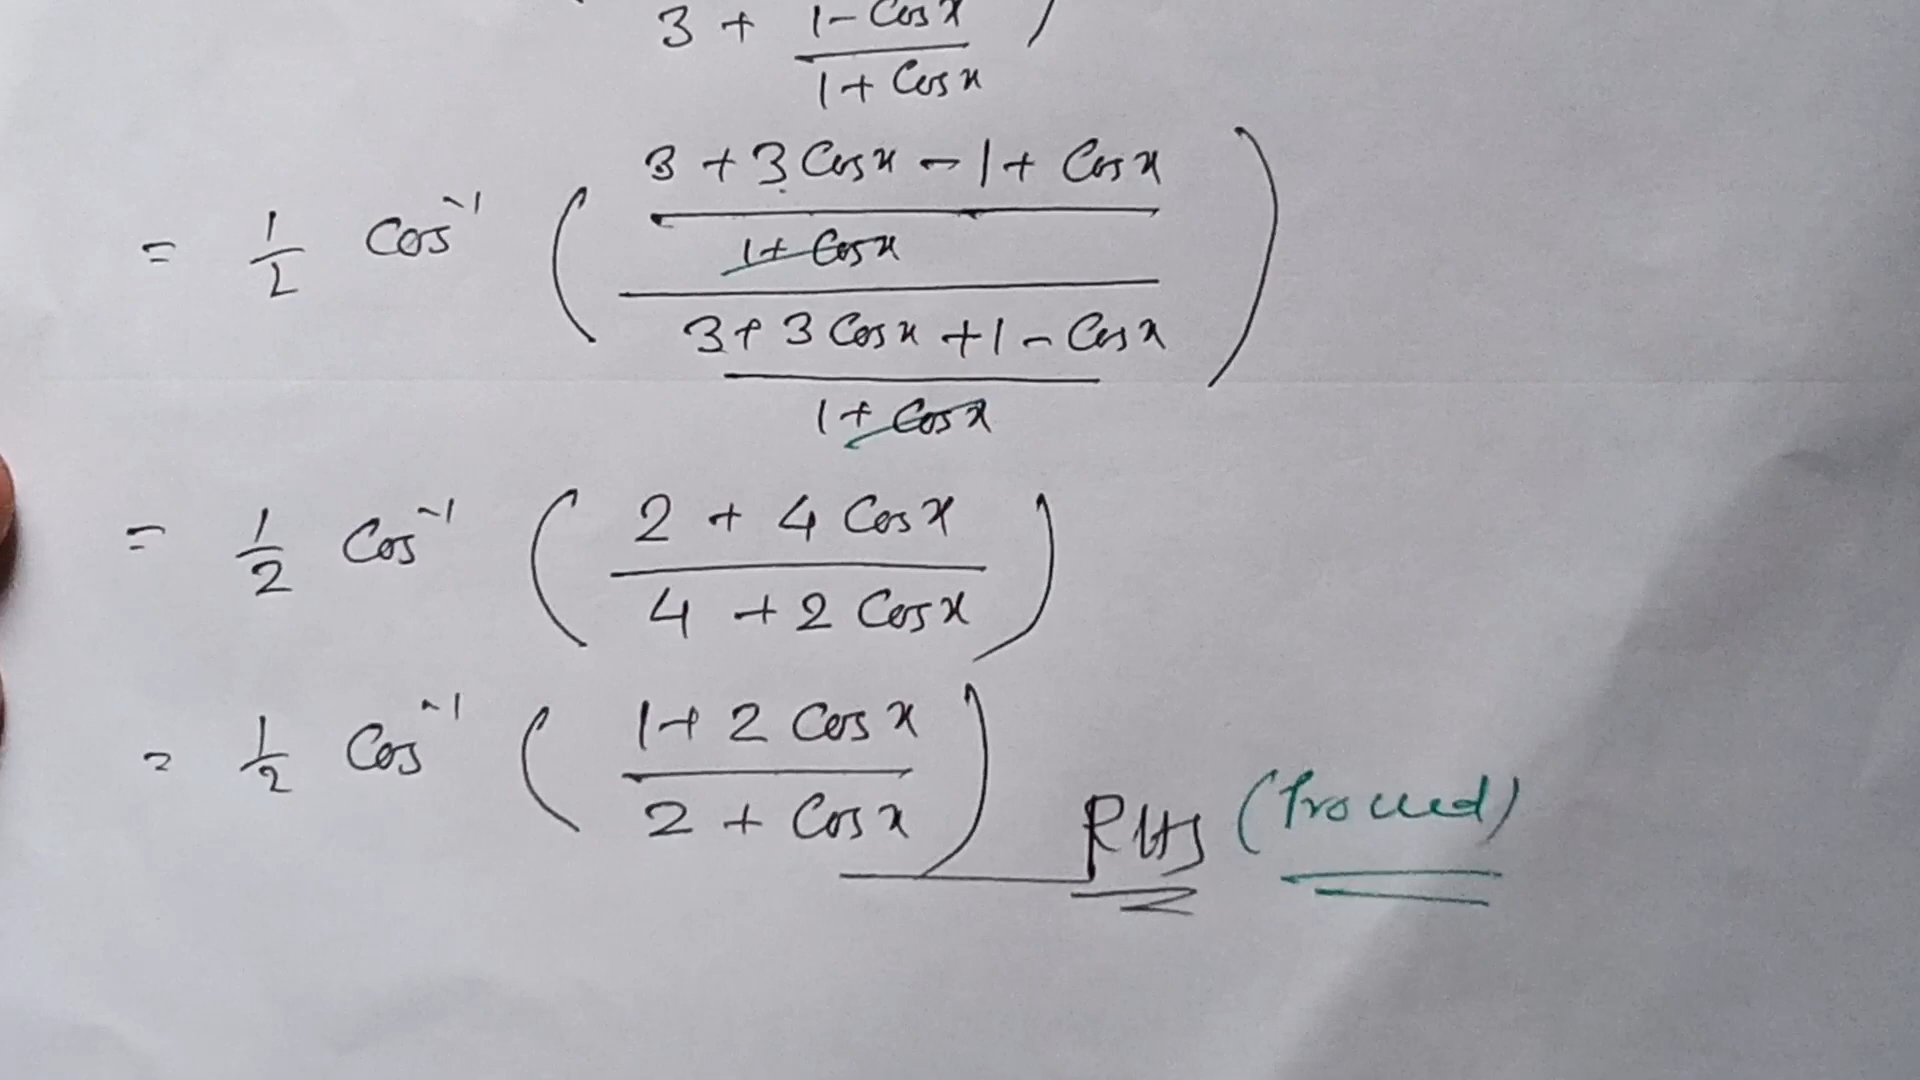 3 + 1 - Cos x )
1 + Cos x
3 + 3 Cos x - 1 + Cos x
= 1/2 Cos⁻¹ (
1 + Cos x
)
3 + 3 Cos x + 1 - Cos x
1 + Cos x
2 + 4 Cos x
= 1/2 Cos⁻¹ ( )
4 + 2 Cos x
1 + 2 Cos x
= 1/2 Cos⁻¹ ( )
2 + Cos x
RHS (Proved)